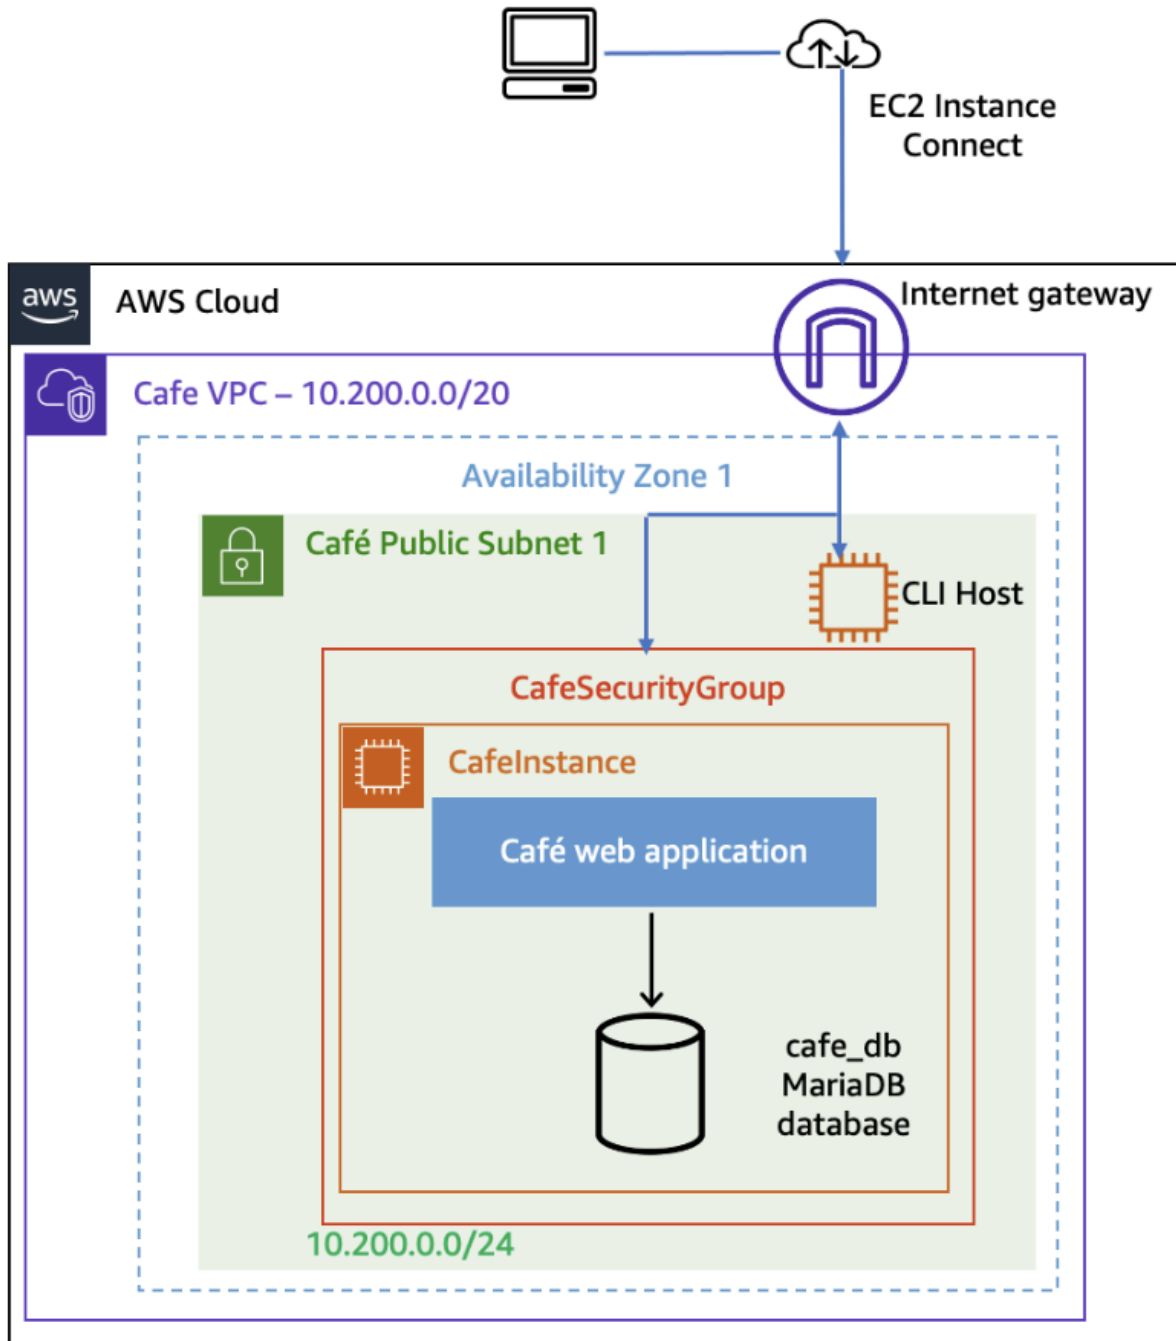 EC2 Instance
Connect
aws
AWS Cloud
Internet gateway
Cafe VPC – 10.200.0.0/20
Availability Zone 1
Café Public Subnet 1
CLI Host
CafeSecurityGroup
CafeInstance
Café web application
cafe_db
MariaDB
database
10.200.0.0/24